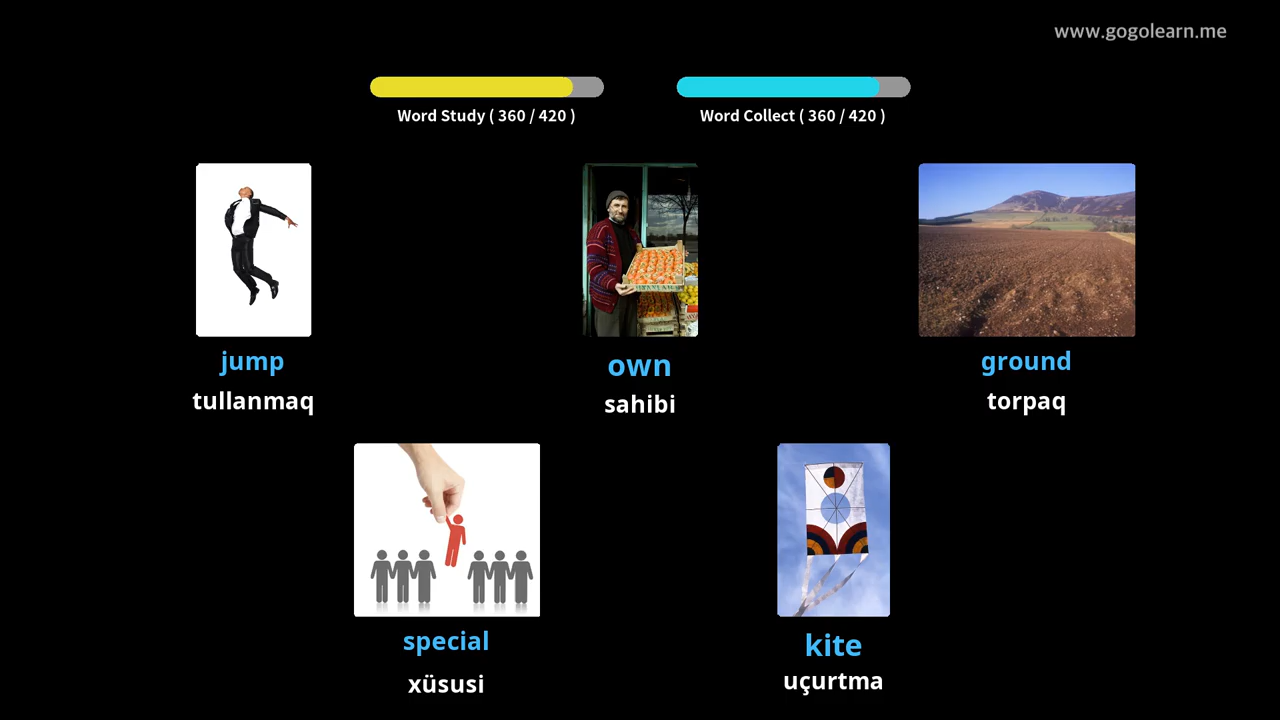 www.gogolearn.me
Word Study ( 360 / 420 )
Word Collect ( 360 / 420 )
jump
own
ground
tullanmaq
sahibi
torpaq
special
kite
xüsusi
uçurtma